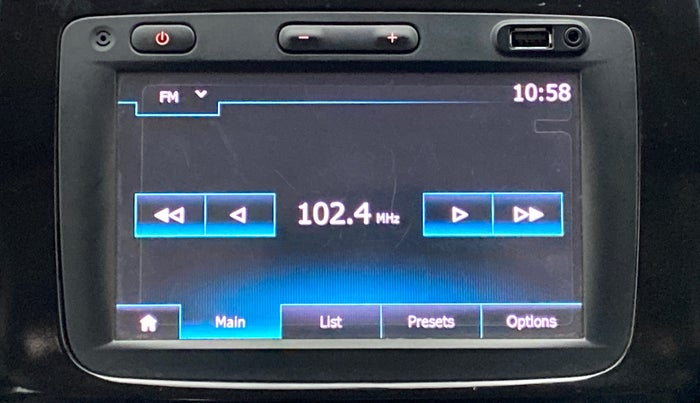 FM
10:58
102.4 MHz
Main
List
Presets
Options